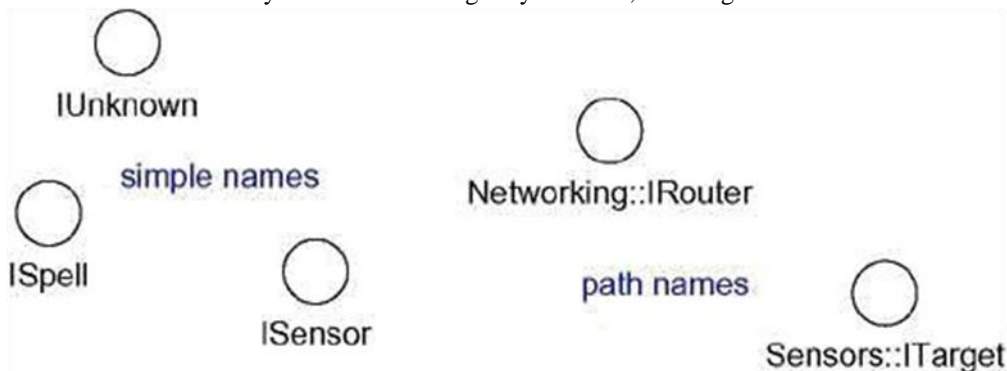 IUnknown
simple names
Networking::IRouter
ISpell
path names
ISensor
Sensors::ITarget